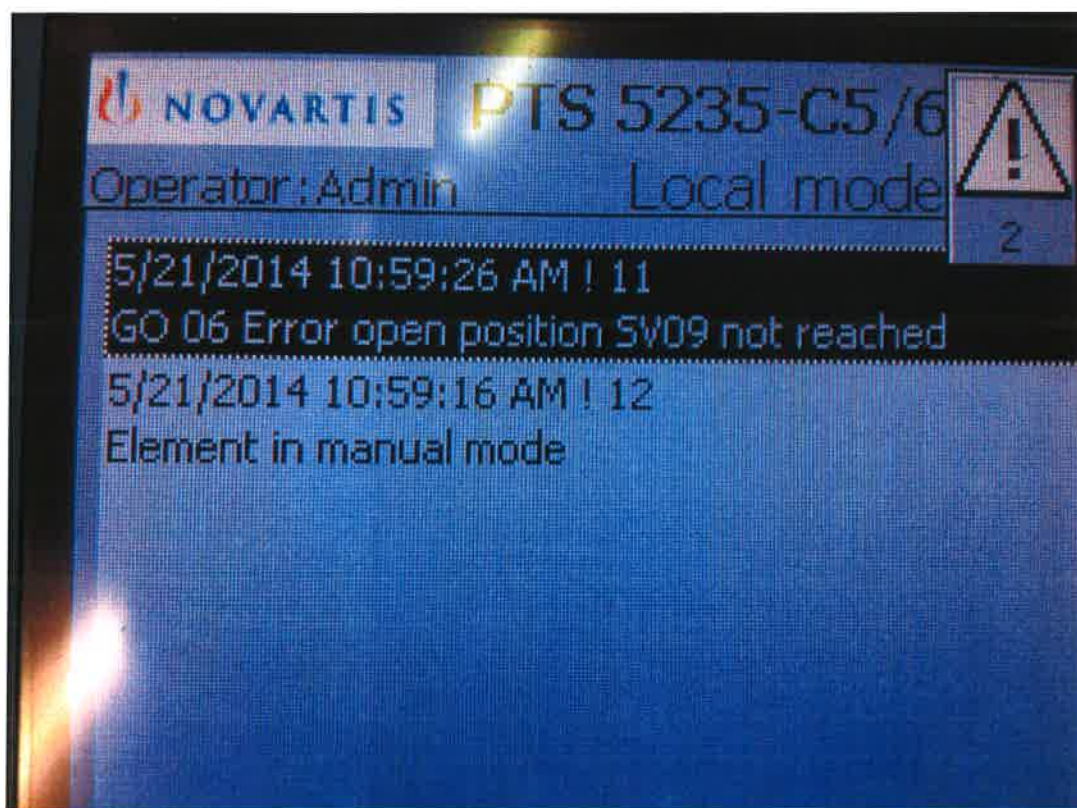 NOVARTIS PTS 5235-C5/6
Operator:Admin Local mode
2
5/21/2014 10:59:26 AM ! 11
GO 06 Error open position SV09 not reached
5/21/2014 10:59:16 AM ! 12
Element in manual mode